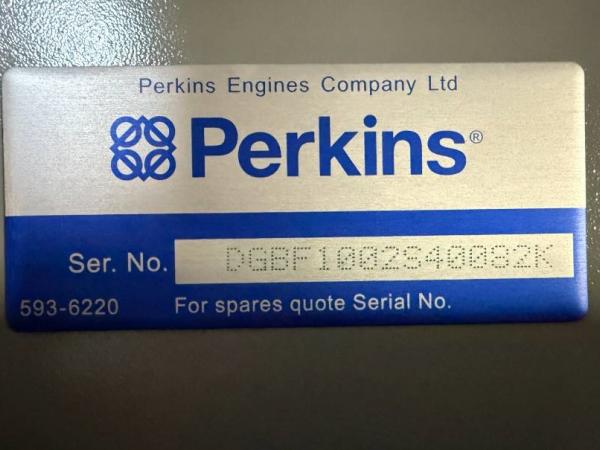 Perkins Engines Company Ltd
Perkins®
Ser. No. DGBF1002S40082K
593-6220 For spares quote Serial No.